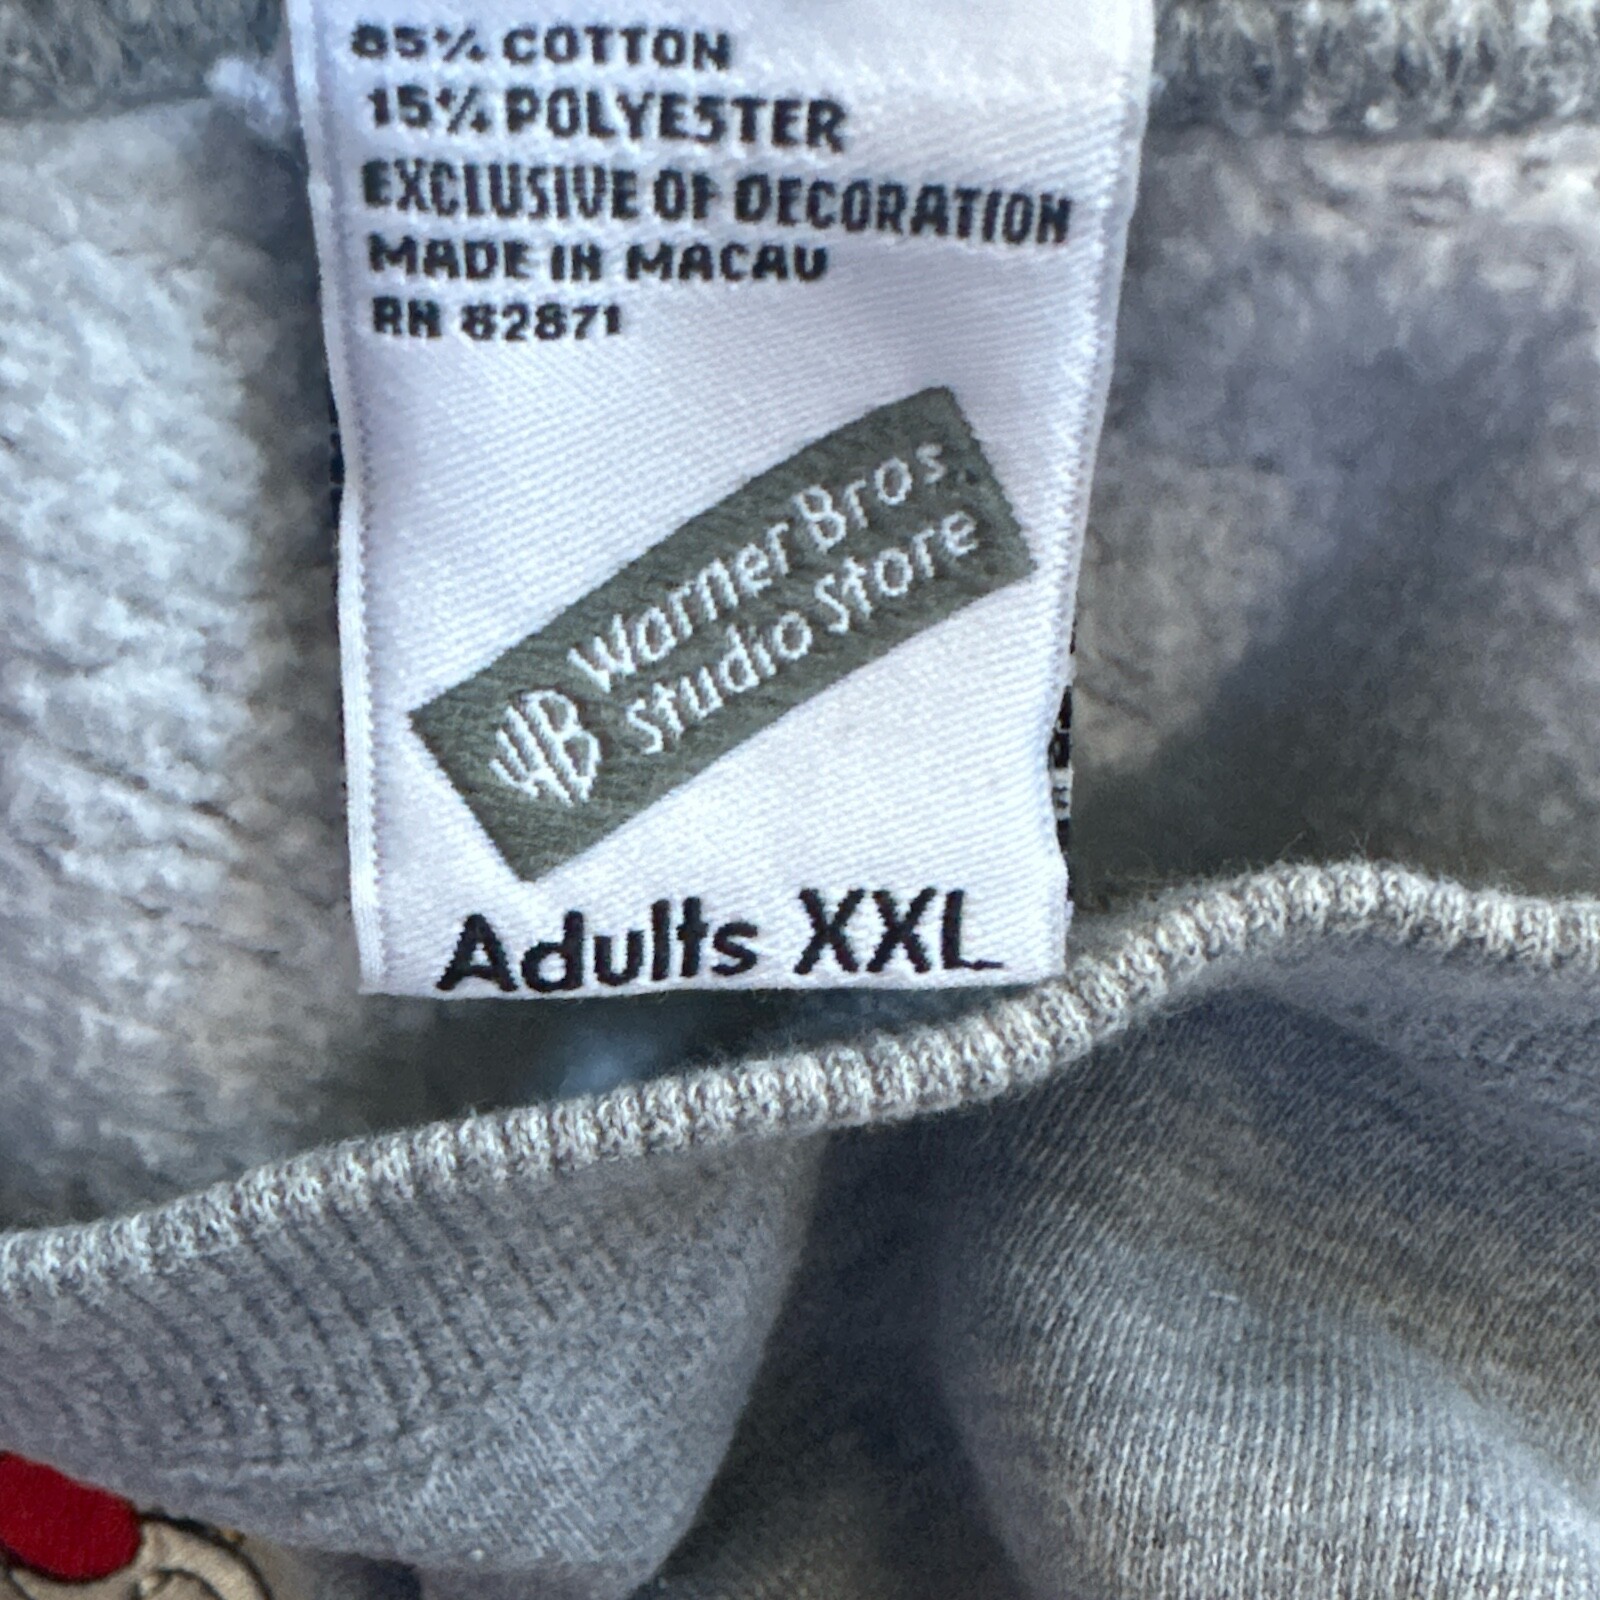 85% COTTON
15% POLYESTER
EXCLUSIVE OF DECORATION
MADE IN MACAU
RN 82871
WB Warner Bros
Studio Store
Adults XXL